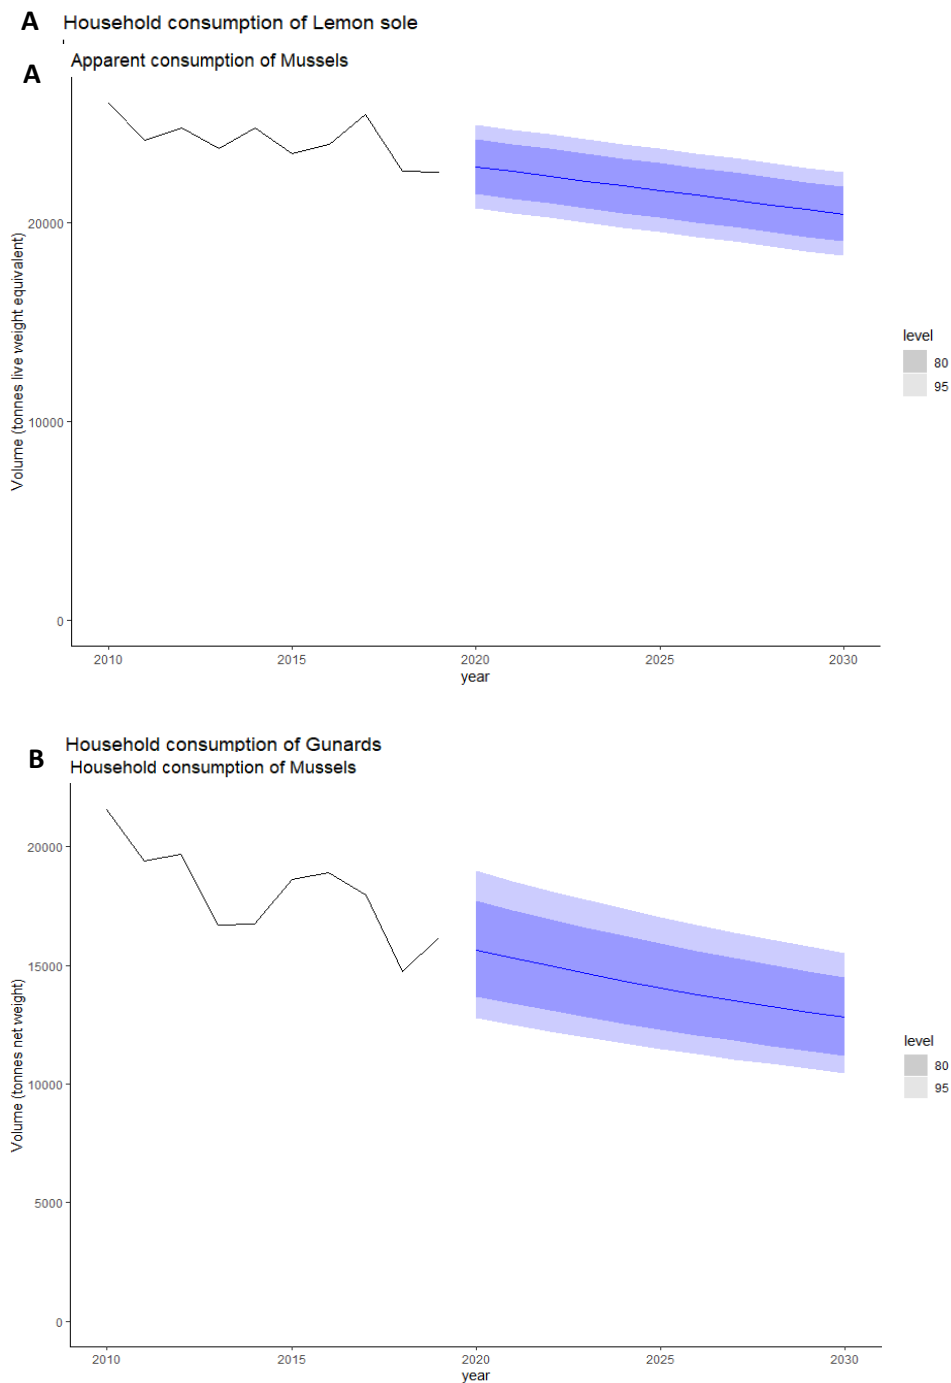 A Household consumption of Lemon sole
A Apparent consumption of Mussels
20000
10000
0
Volume (tonnes live weight equivalent)
2010 2015 2020 2025 2030
year
level
80
95
Household consumption of Gunards
B Household consumption of Mussels
20000
15000
10000
5000
0
Volume (tonnes net weight)
2010 2015 2020 2025 2030
year
level
80
95